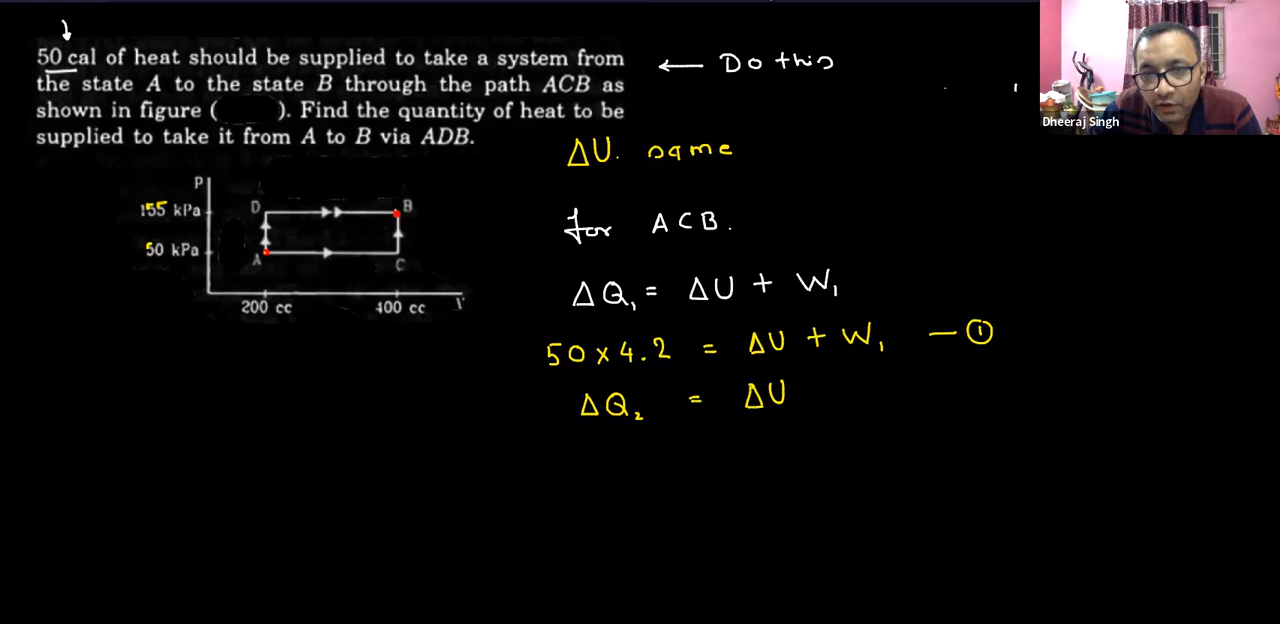 50 cal of heat should be supplied to take a system from
the state A to the state B through the path ACB as
shown in figure ( ). Find the quantity of heat to be
supplied to take it from A to B via ADB.
← Do this
Dheeraj Singh
ΔU. same
P
155 kPa
D
B
50 kPa
A
C
200 cc
400 cc
V
for ACB.
ΔQ₁ = ΔU + W₁
50 × 4.2 = ΔU + W₁ — ①
ΔQ₂ = ΔU